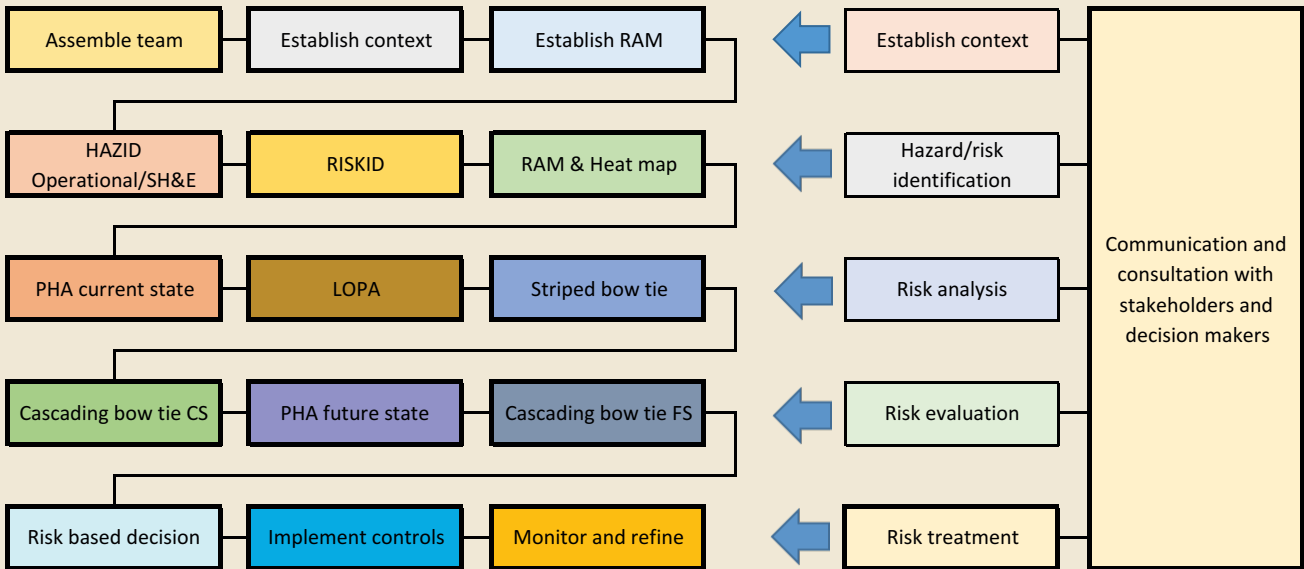 Assemble team
Establish context
Establish RAM
Establish context
HAZID
Operational/SH&E
RISKID
RAM & Heat map
Hazard/risk
identification
PHA current state
LOPA
Striped bow tie
Risk analysis
Communication and
consultation with
stakeholders and
decision makers
Cascading bow tie CS
PHA future state
Cascading bow tie FS
Risk evaluation
Risk based decision
Implement controls
Monitor and refine
Risk treatment